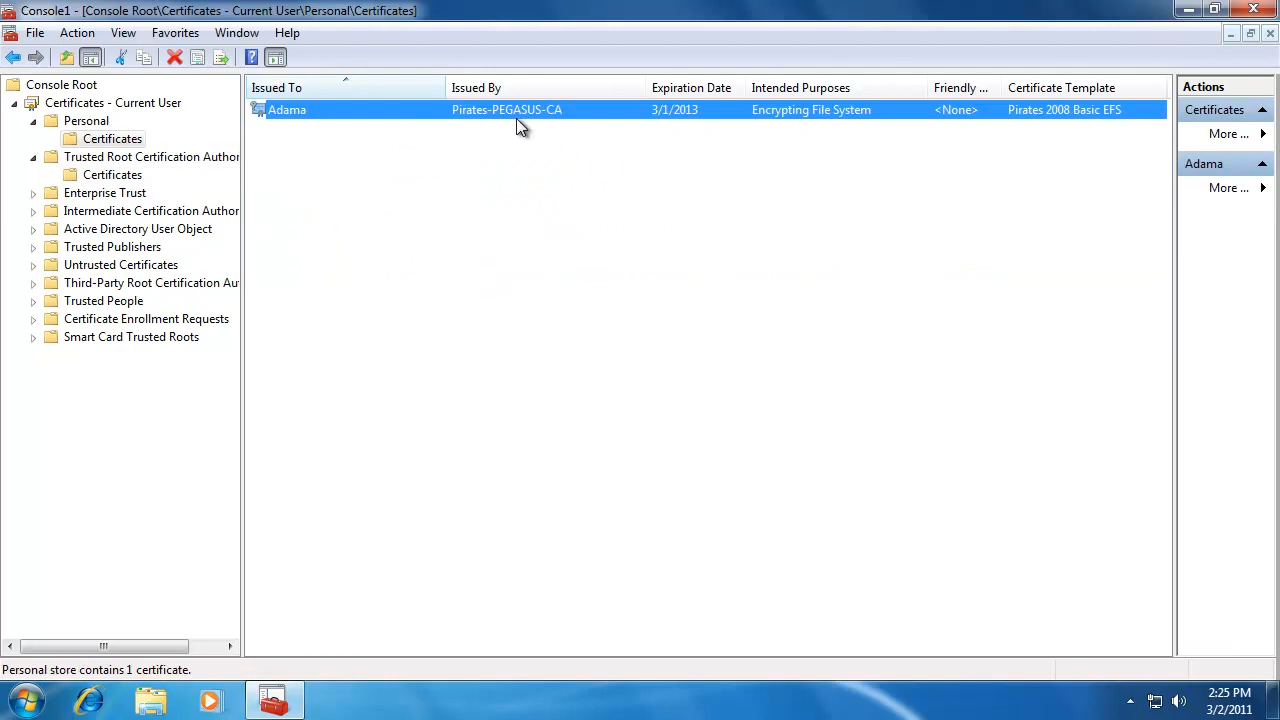 Console1 - [Console Root\Certificates - Current User\Personal\Certificates]
File Action View Favorites Window Help
Console Root
Certificates - Current User
Personal
Certificates
Trusted Root Certification Author
Certificates
Enterprise Trust
Intermediate Certification Author
Active Directory User Object
Trusted Publishers
Untrusted Certificates
Third-Party Root Certification Au
Trusted People
Certificate Enrollment Requests
Smart Card Trusted Roots
Issued To Issued By Expiration Date Intended Purposes Friendly ... Certificate Template
Adama Pirates-PEGASUS-CA 3/1/2013 Encrypting File System <None> Pirates 2008 Basic EFS
Actions
Certificates
More ...
Adama
More ...
Personal store contains 1 certificate.
2:25 PM
3/2/2011